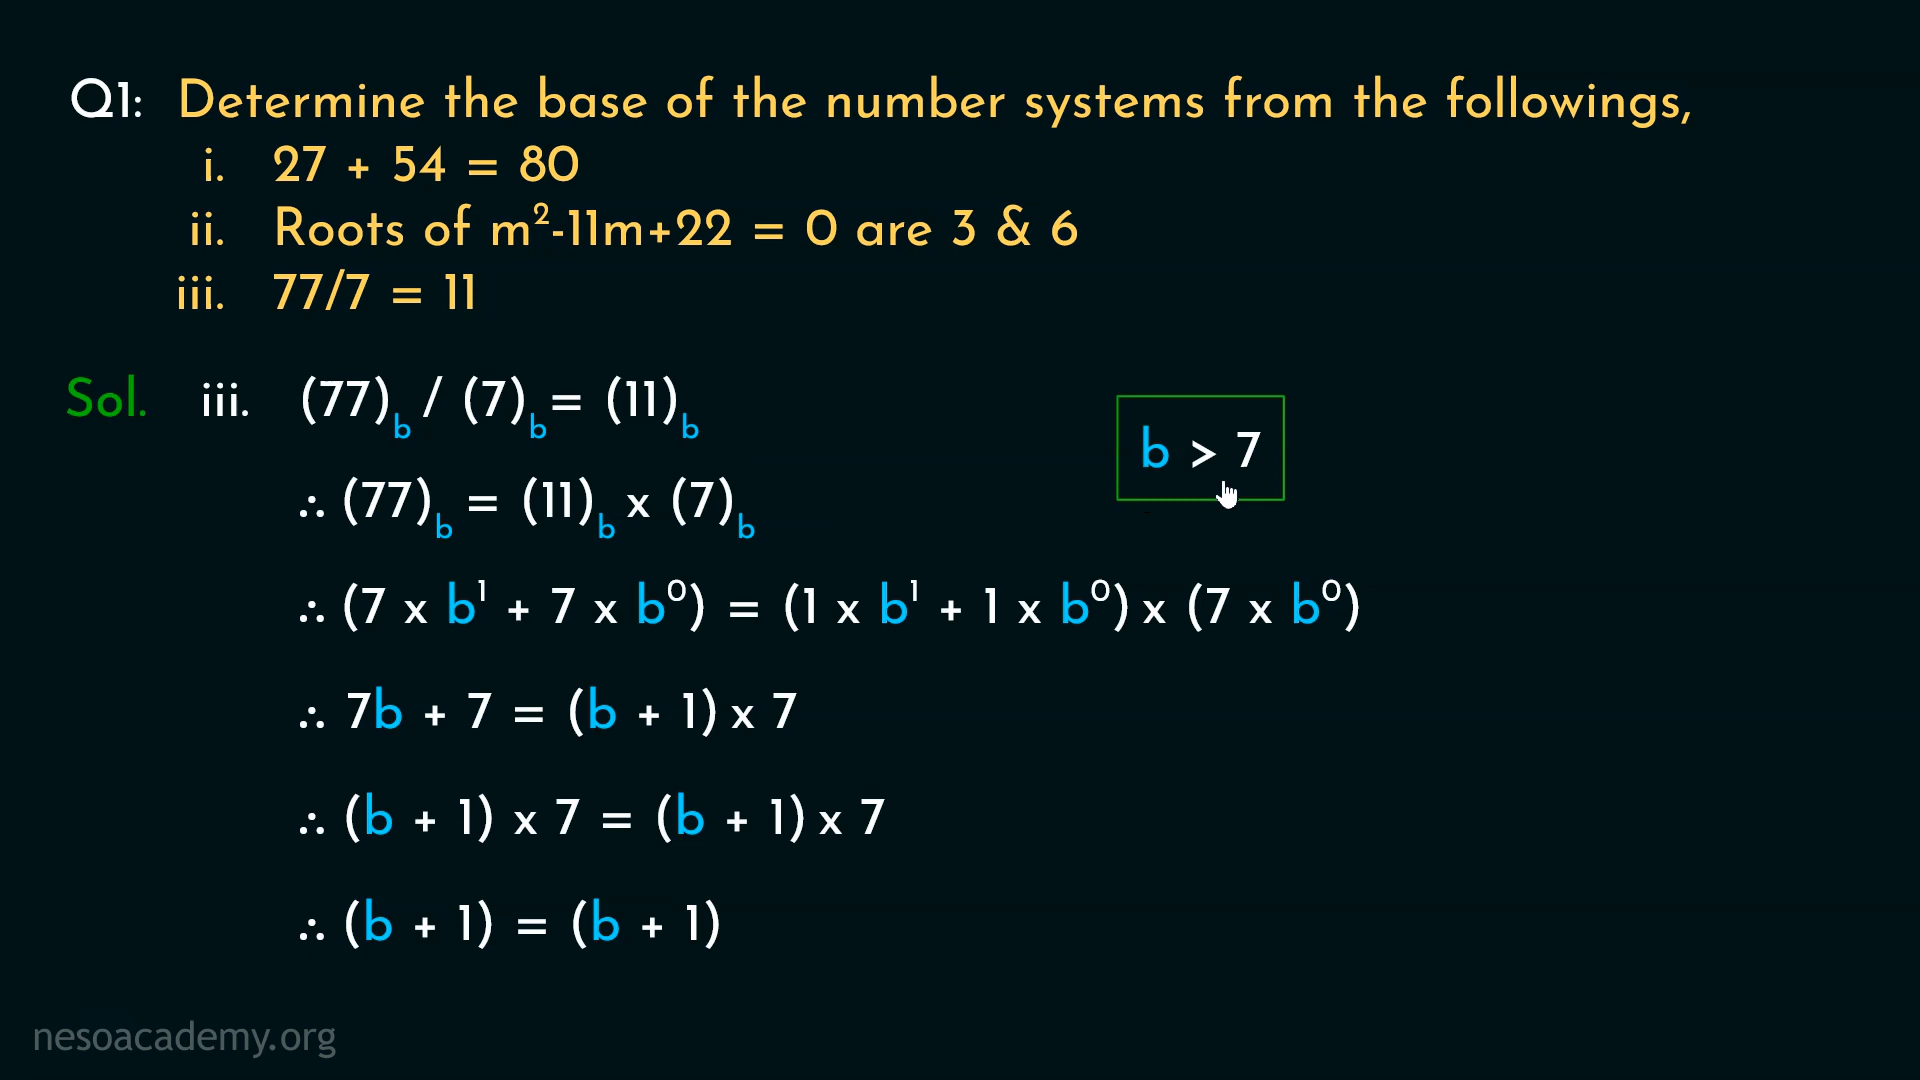 Q1: Determine the base of the number systems from the followings,
i. 27 + 54 = 80
ii. Roots of m²-11m+22 = 0 are 3 & 6
iii. 77/7 = 11
Sol. iii. (77)b / (7)b = (11)b
b > 7
∴ (77)b = (11)b x (7)b
∴ (7 x b¹ + 7 x b⁰) = (1 x b¹ + 1 x b⁰) x (7 x b⁰)
∴ 7b + 7 = (b + 1) x 7
∴ (b + 1) x 7 = (b + 1) x 7
∴ (b + 1) = (b + 1)
nesoacademy.org